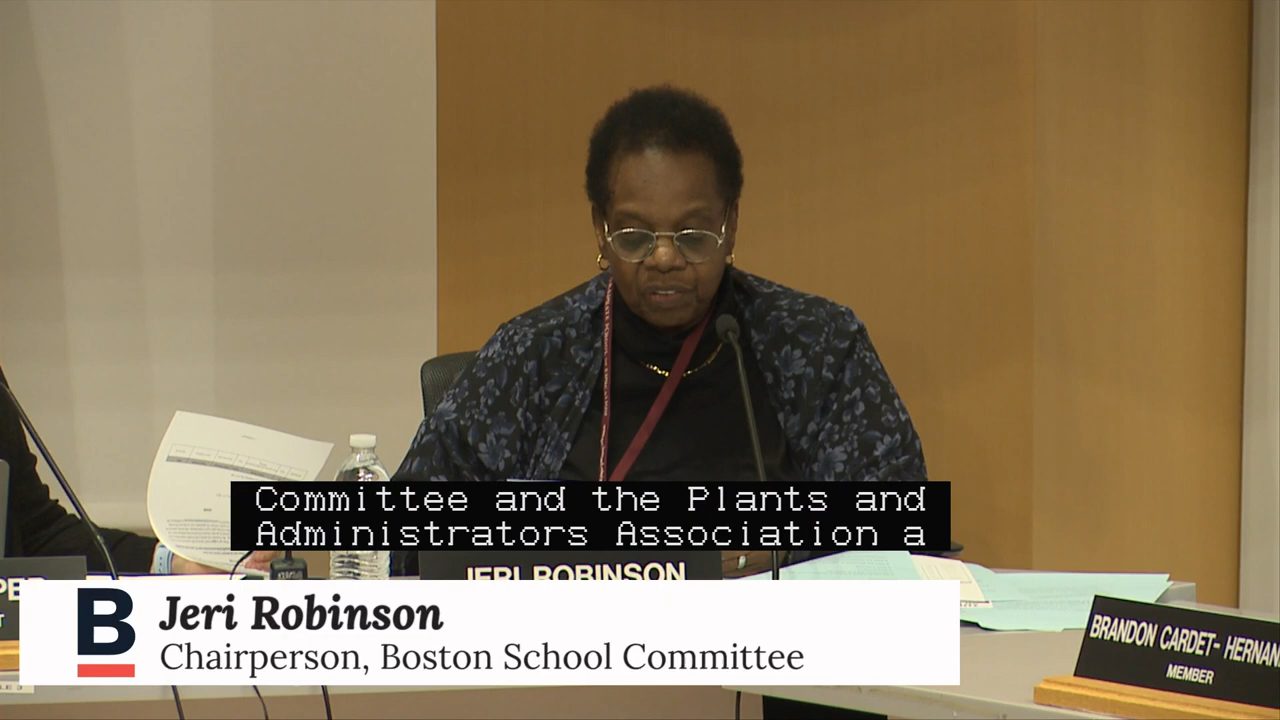 Committee and the Plants and
Administrators Association a
JERI ROBINSON
B
Jeri Robinson
Chairperson, Boston School Committee
BRANDON CARDET-HERNAN
MEMBER